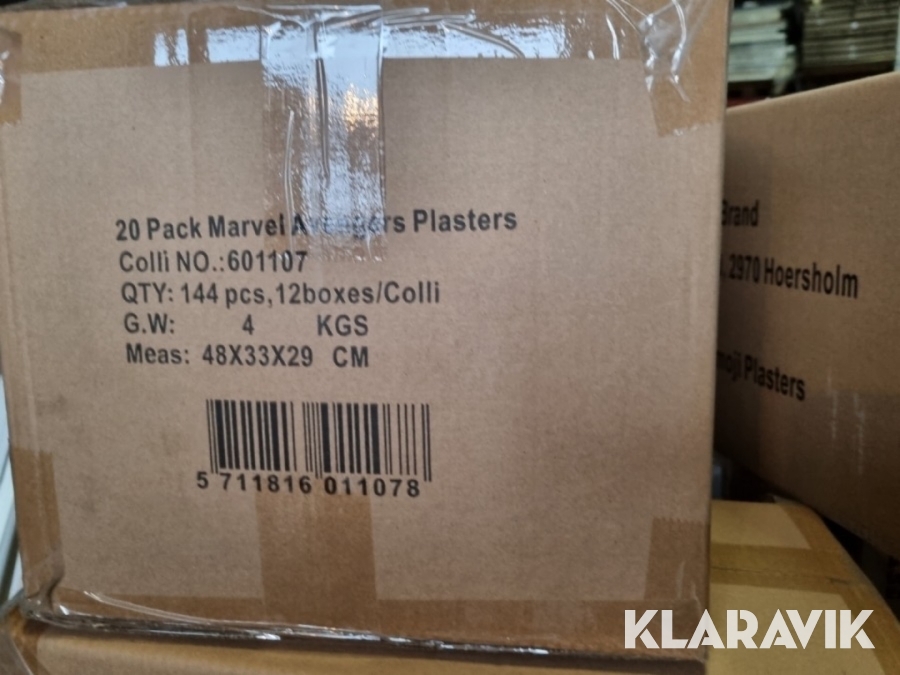 20 Pack Marvel Avengers Plasters
Colli NO.:601107
QTY: 144 pcs,12boxes/Colli
G.W: 4 KGS
Meas: 48X33X29 CM
5 711816 011078
Brand
2970 Hoersholm
Plasters
KLARAVIK